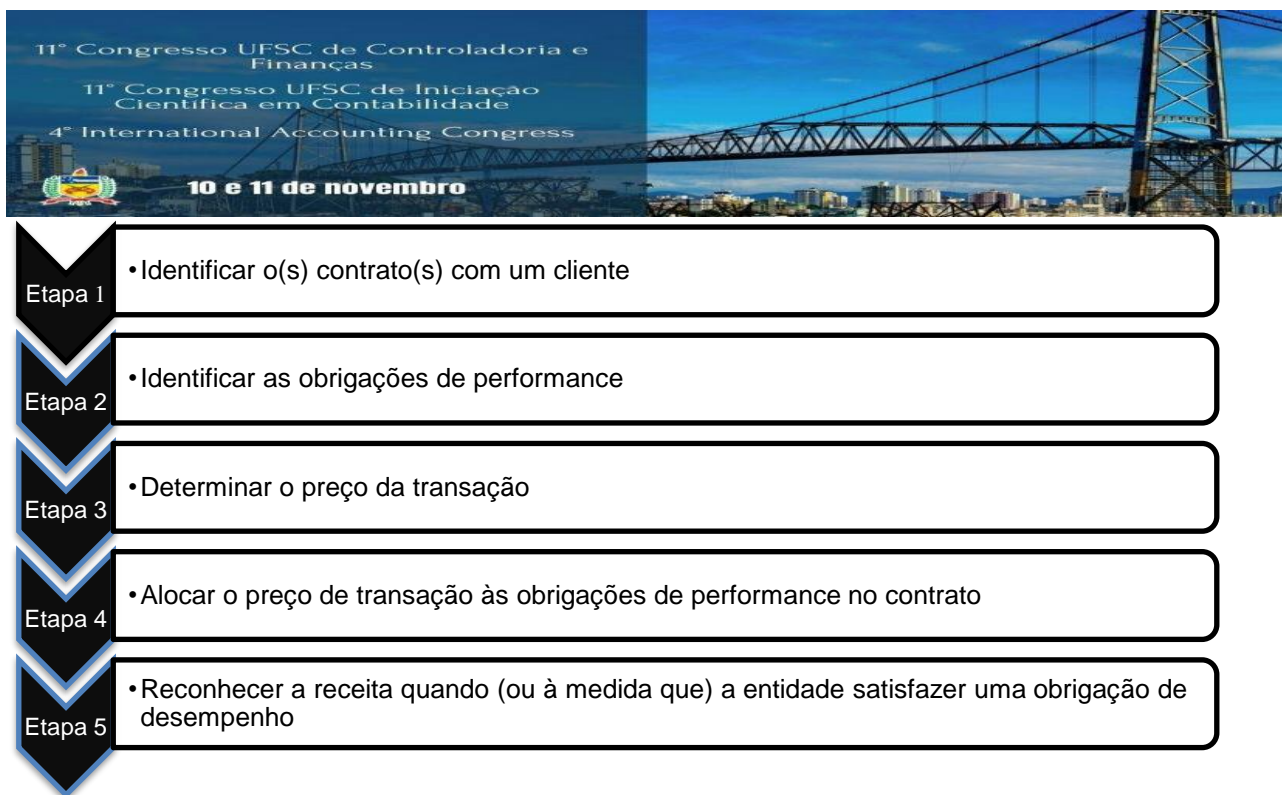 11° Congresso UFSC de Controladoria e
Finanças
11° Congresso UFSC de Iniciação
Científica em Contabilidade
4° International Accounting Congress
10 e 11 de novembro
Etapa 1
•Identificar o(s) contrato(s) com um cliente
Etapa 2
•Identificar as obrigações de performance
Etapa 3
•Determinar o preço da transação
Etapa 4
•Alocar o preço de transação às obrigações de performance no contrato
Etapa 5
•Reconhecer a receita quando (ou à medida que) a entidade satisfazer uma obrigação de
desempenho